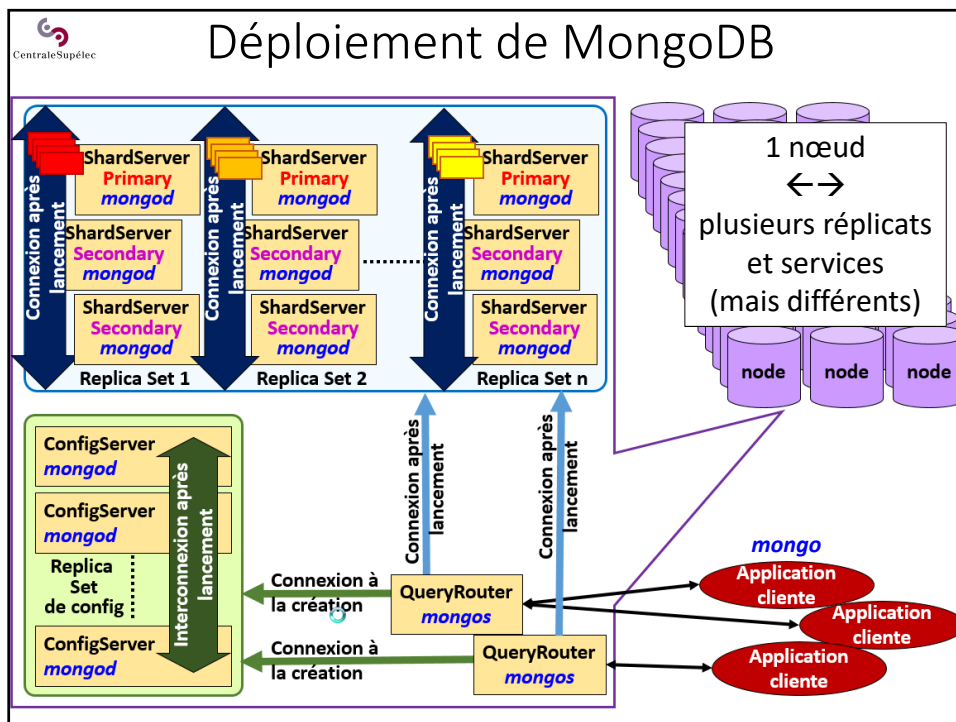 CentraleSupélec
Déploiement de MongoDB
Connexion après
lancement
ShardServer
Primary
mongod
ShardServer
Secondary
mongod
ShardServer
Secondary
mongod
Replica Set 1
Connexion après
lancement
ShardServer
Primary
mongod
ShardServer
Secondary
mongod
ShardServer
Secondary
mongod
Replica Set 2
Connexion après
lancement
ShardServer
Primary
mongod
ShardServer
Secondary
mongod
ShardServer
Secondary
mongod
Replica Set n
1 nœud
←→
plusieurs réplicats
et services
(mais différents)
node
node
node
ConfigServer
mongod
ConfigServer
mongod
Replica
Set
de config
ConfigServer
mongod
Interconnexion après
lancement
Connexion après
lancement
Connexion après
lancement
Connexion à
la création
QueryRouter
mongos
Connexion à
la création
QueryRouter
mongos
mongo
Application
cliente
Application
cliente
Application
cliente